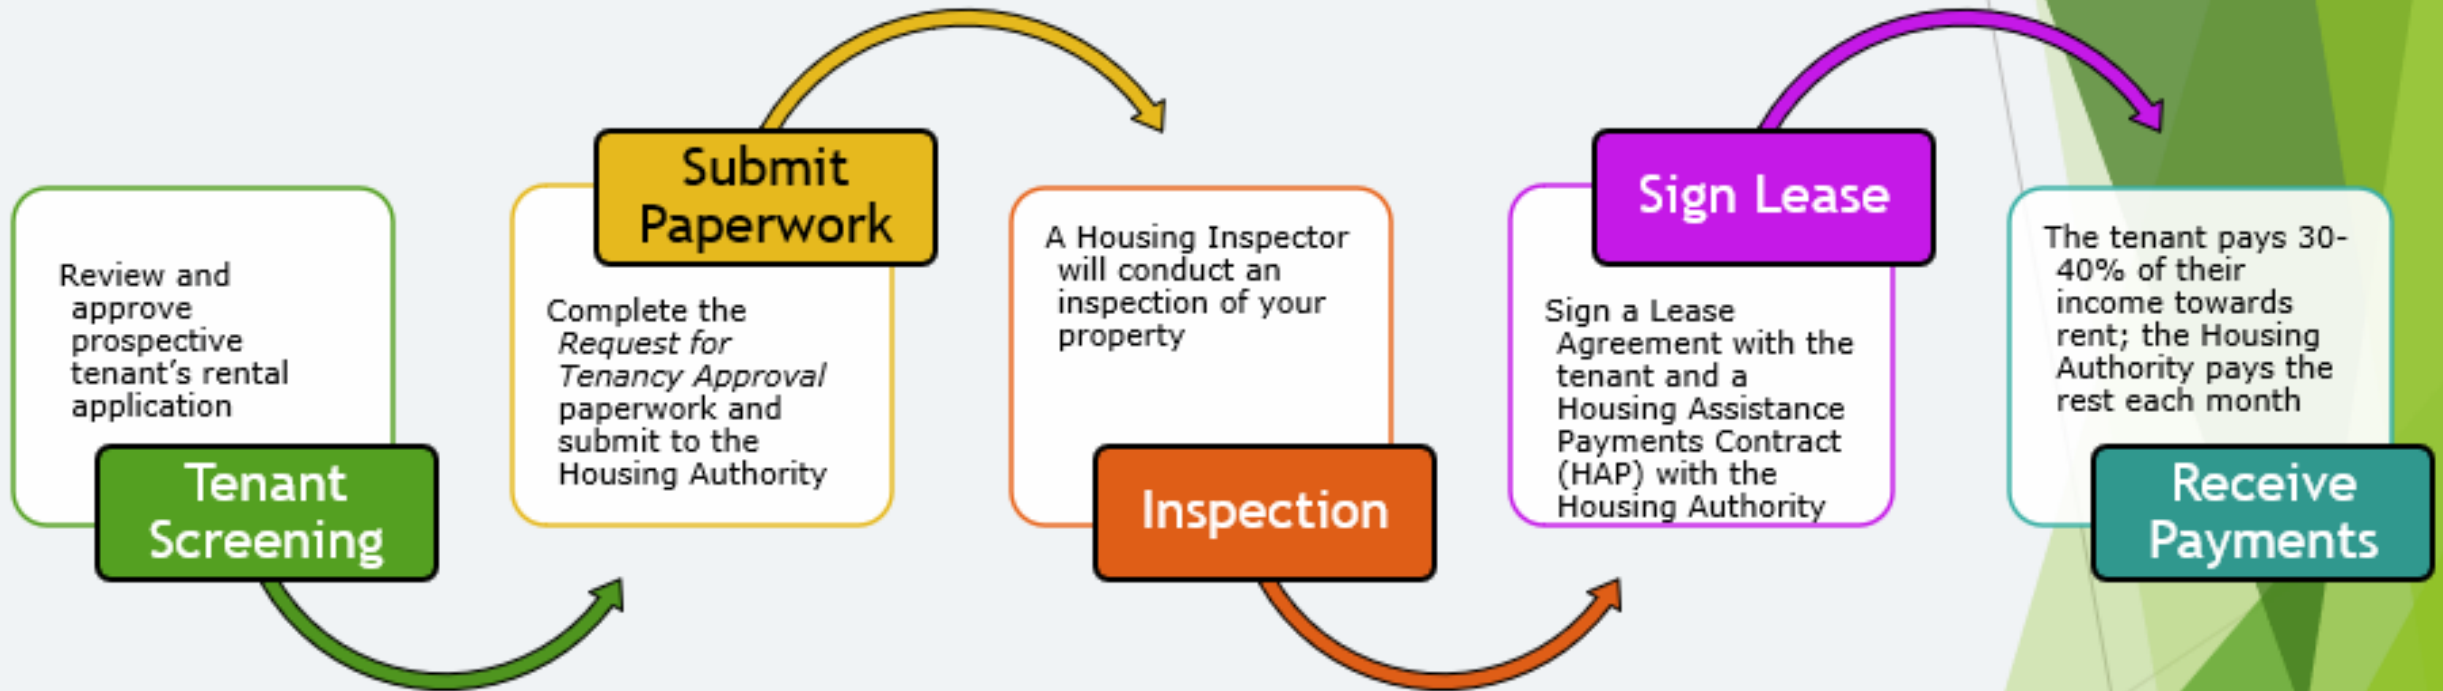 Review and
approve
prospective
tenant’s rental
application
Tenant
Screening
Submit
Paperwork
Complete the
Request for
Tenancy Approval
paperwork and
submit to the
Housing Authority
A Housing Inspector
will conduct an
inspection of your
property
Inspection
Sign Lease
Sign a Lease
Agreement with the
tenant and a
Housing Assistance
Payments Contract
(HAP) with the
Housing Authority
The tenant pays 30-
40% of their
income towards
rent; the Housing
Authority pays the
rest each month
Receive
Payments